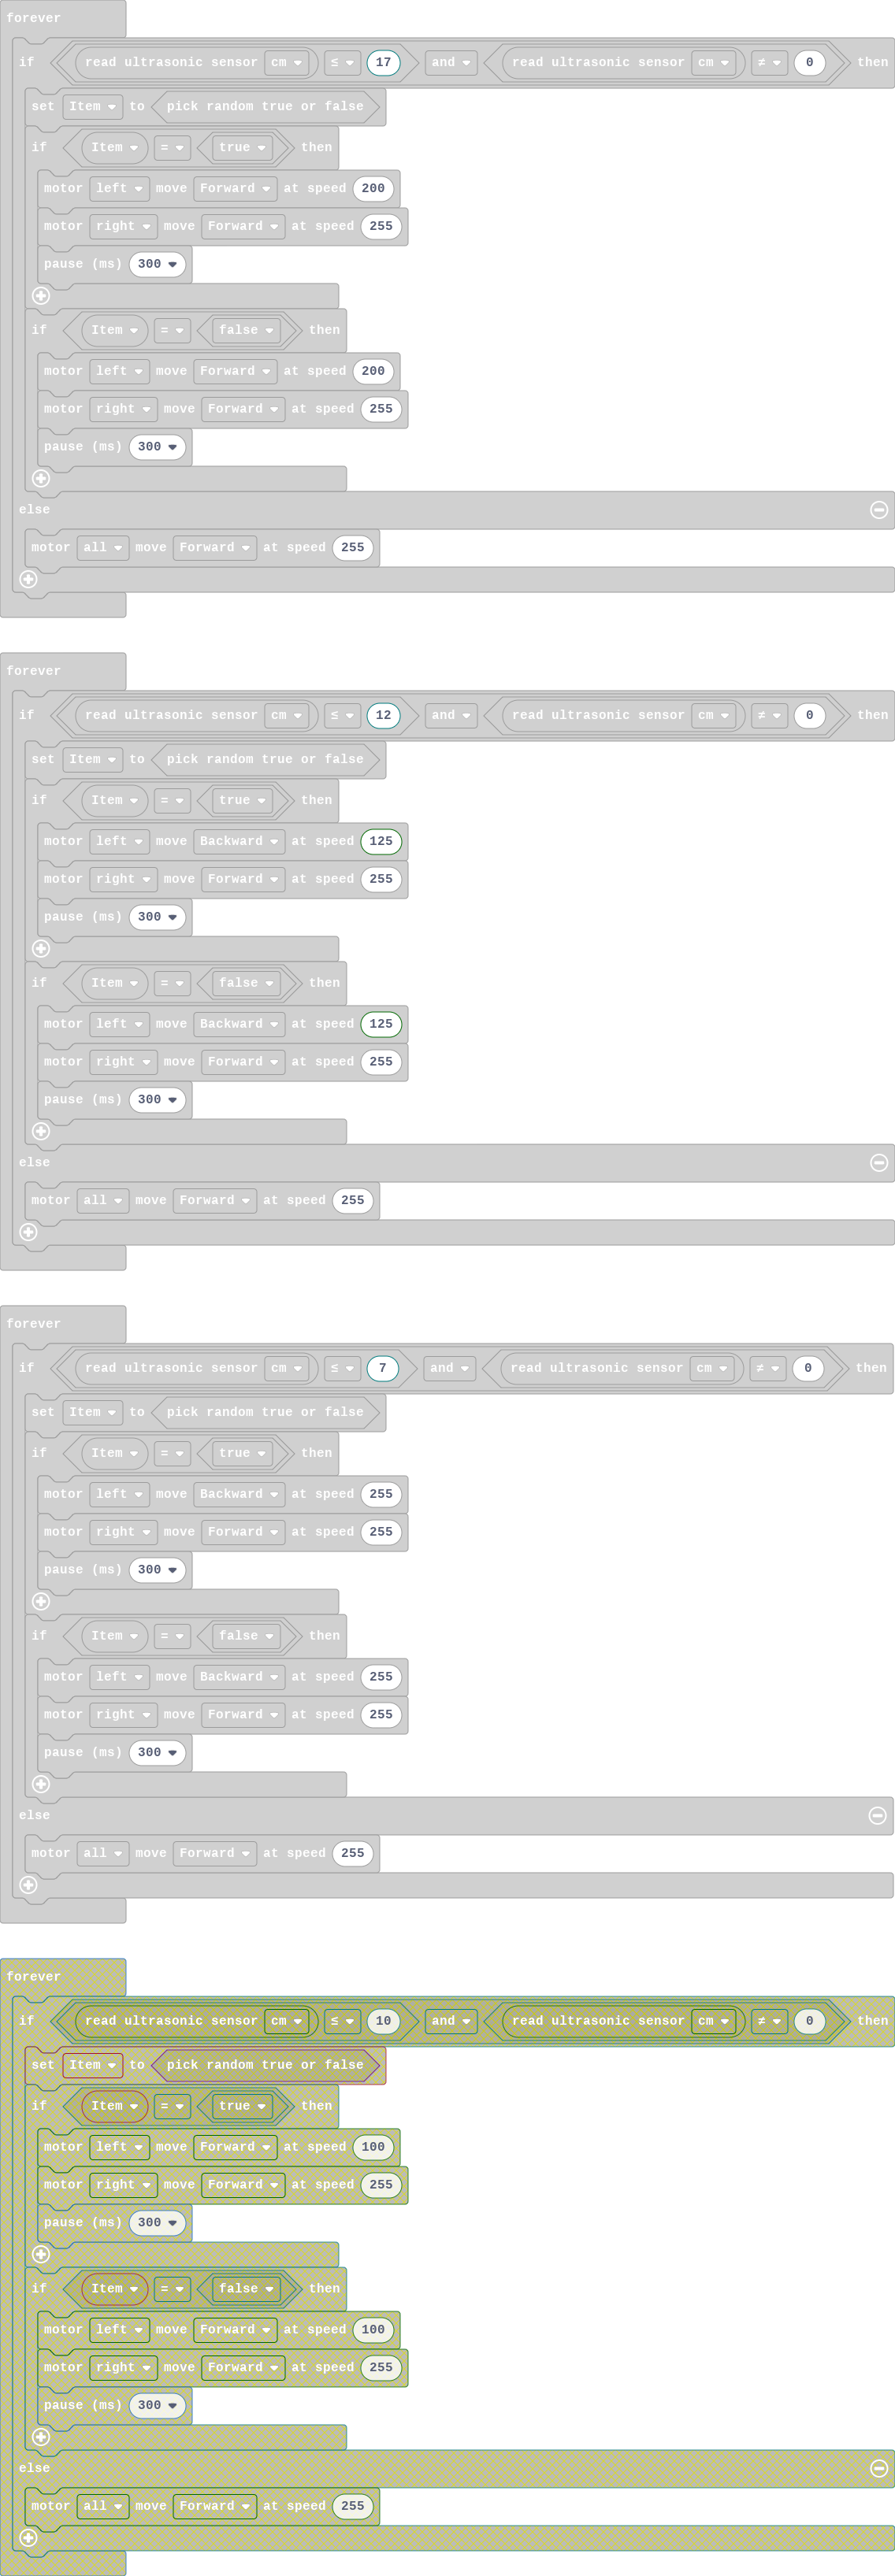 forever
if read ultrasonic sensor cm ≤ 17 and read ultrasonic sensor cm ≠ 0 then
set Item to pick random true or false
if Item = true then
motor left move Forward at speed 200
motor right move Forward at speed 255
pause (ms) 300
if Item = false then
motor left move Forward at speed 200
motor right move Forward at speed 255
pause (ms) 300
else
motor all move Forward at speed 255
forever
if read ultrasonic sensor cm ≤ 12 and read ultrasonic sensor cm ≠ 0 then
set Item to pick random true or false
if Item = true then
motor left move Backward at speed 125
motor right move Forward at speed 255
pause (ms) 300
if Item = false then
motor left move Backward at speed 125
motor right move Forward at speed 255
pause (ms) 300
else
motor all move Forward at speed 255
forever
if read ultrasonic sensor cm ≤ 7 and read ultrasonic sensor cm ≠ 0 then
set Item to pick random true or false
if Item = true then
motor left move Backward at speed 255
motor right move Forward at speed 255
pause (ms) 300
if Item = false then
motor left move Backward at speed 255
motor right move Forward at speed 255
pause (ms) 300
else
motor all move Forward at speed 255
forever
if read ultrasonic sensor cm ≤ 10 and read ultrasonic sensor cm ≠ 0 then
set Item to pick random true or false
if Item = true then
motor left move Forward at speed 100
motor right move Forward at speed 255
pause (ms) 300
if Item = false then
motor left move Forward at speed 100
motor right move Forward at speed 255
pause (ms) 300
else
motor all move Forward at speed 255